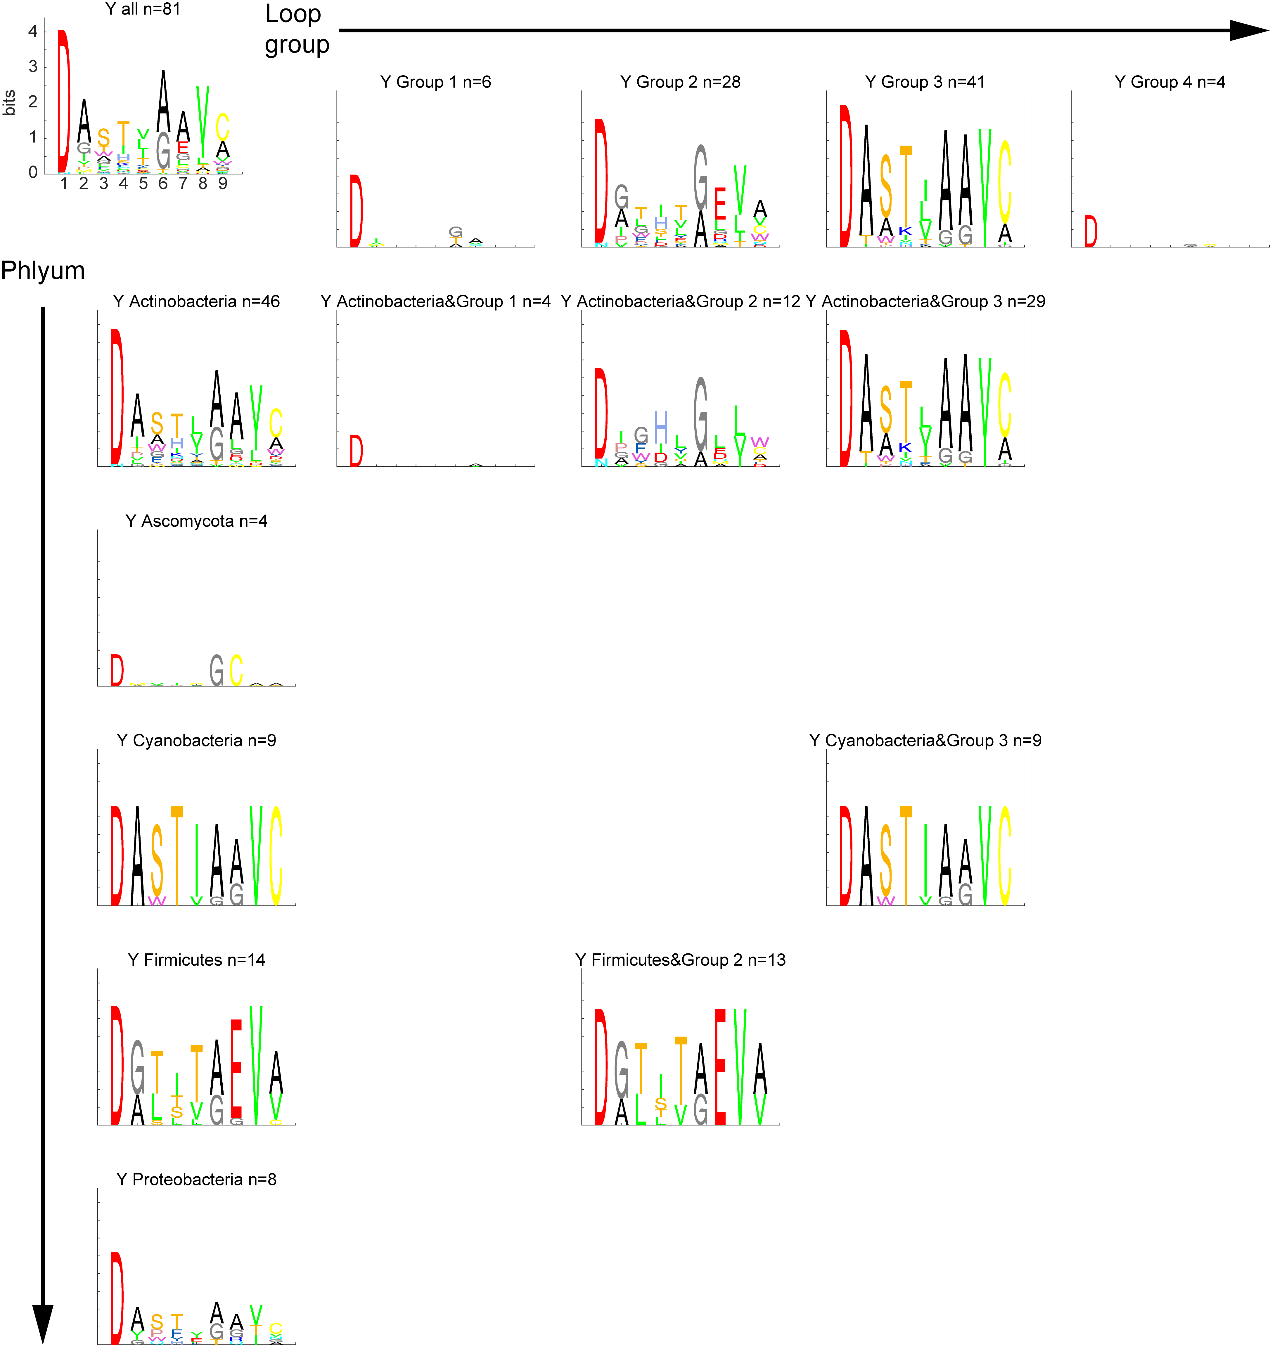 Y all n=81
Loop
group
bits
4
3
2
1
0
1 2 3 4 5 6 7 8 9
Y Group 1 n=6
Y Group 2 n=28
Y Group 3 n=41
Y Group 4 n=4
Phlyum
Y Actinobacteria n=46
Y Actinobacteria&Group 1 n=4
Y Actinobacteria&Group 2 n=12
Y Actinobacteria&Group 3 n=29
Y Ascomycota n=4
Y Cyanobacteria n=9
Y Cyanobacteria&Group 3 n=9
Y Firmicutes n=14
Y Firmicutes&Group 2 n=13
Y Proteobacteria n=8